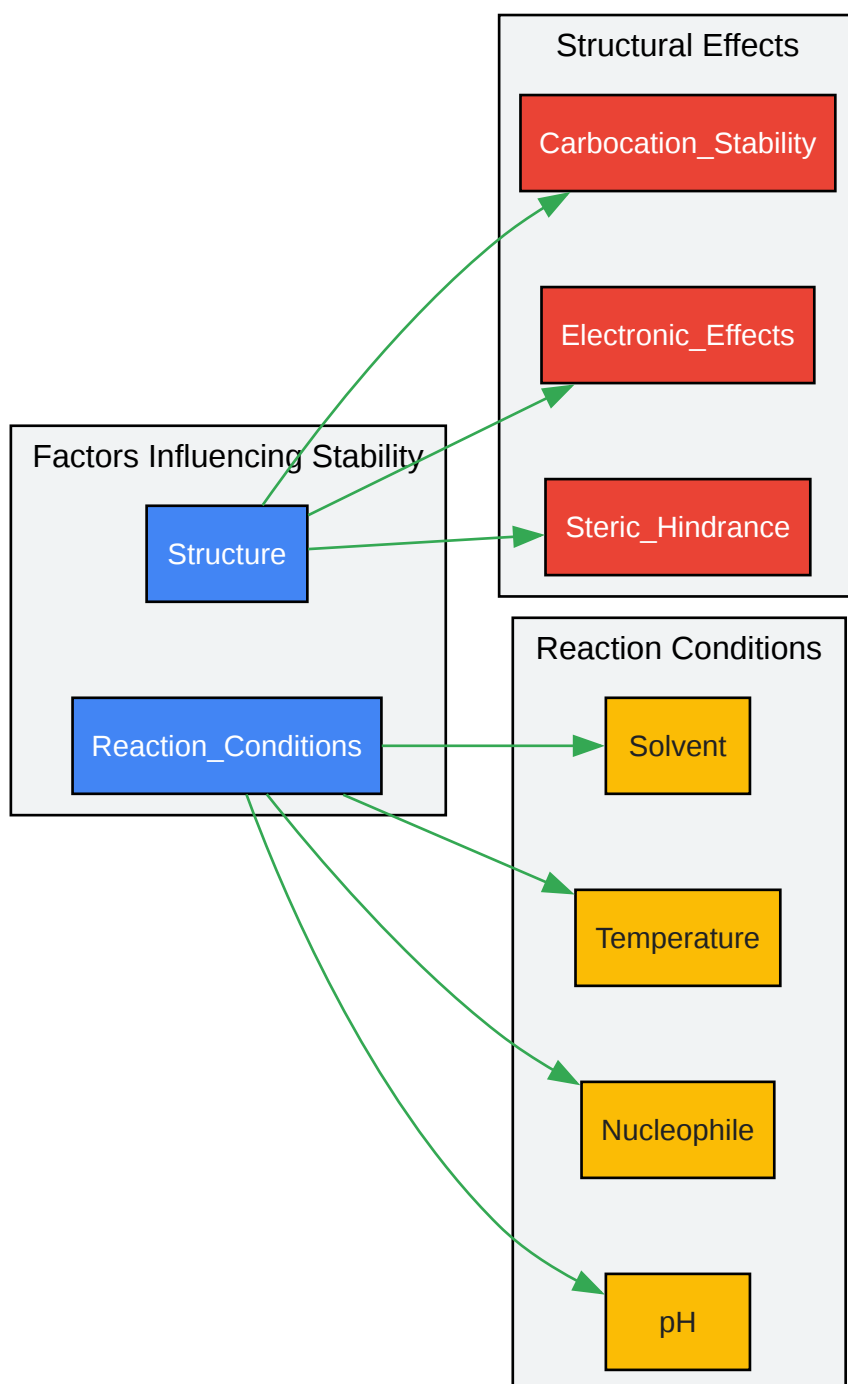 Structural Effects
Carbocation_Stability
Electronic_Effects
Steric_Hindrance
Factors Influencing Stability
Structure
Reaction_Conditions
Reaction Conditions
Solvent
Temperature
Nucleophile
pH